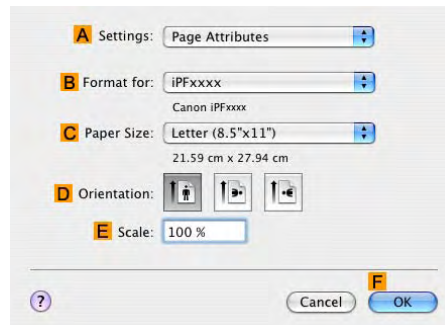 A Settings: Page Attributes
B Format for: iPFxxxx
Canon iPFxxxx
C Paper Size: Letter (8.5"x11")
21.59 cm x 27.94 cm
D Orientation:
E Scale: 100 %
F
? Cancel OK